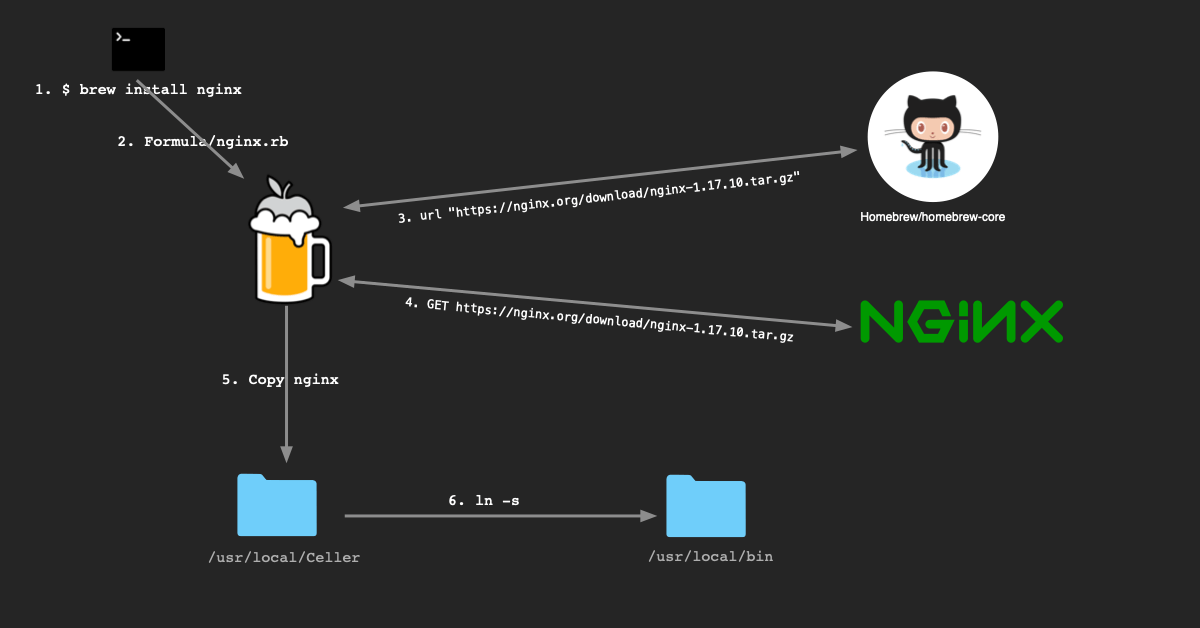 >_
1. $ brew install nginx
2. Formula/nginx.rb
3. url "https://nginx.org/download/nginx-1.17.10.tar.gz"
Homebrew/homebrew-core
4. GET https://nginx.org/download/nginx-1.17.10.tar.gz
NGiNX
5. Copy nginx
6. ln -s
/usr/local/Celler
/usr/local/bin